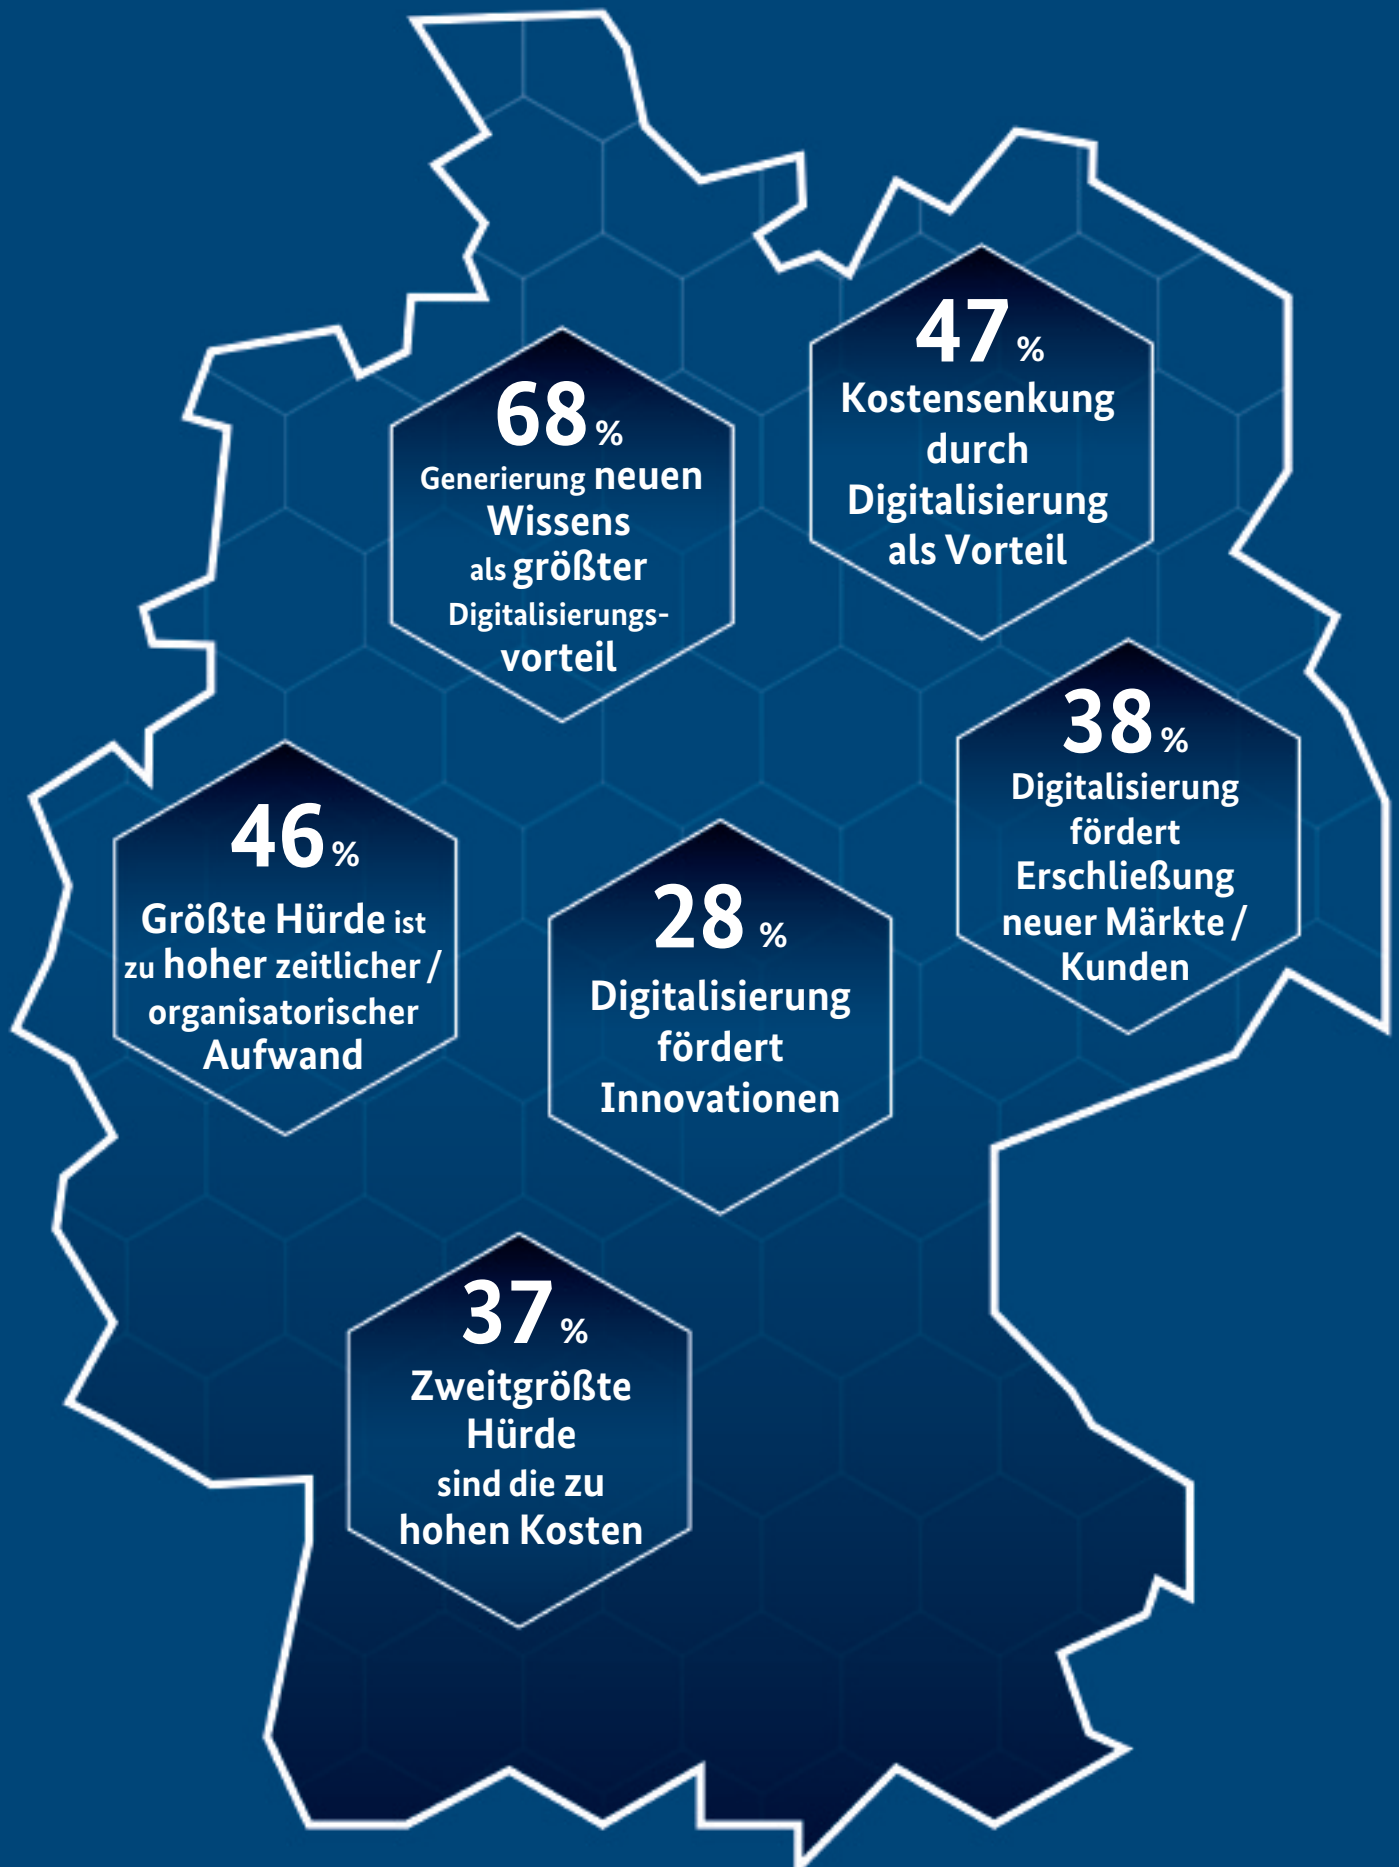 68 %
Generierung neuen
Wissens
als größter
Digitalisierungs-
vorteil
47 %
Kostensenkung
durch
Digitalisierung
als Vorteil
46 %
Größte Hürde ist
zu hoher zeitlicher /
organisatorischer
Aufwand
28 %
Digitalisierung
fördert
Innovationen
38 %
Digitalisierung
fördert
Erschließung
neuer Märkte /
Kunden
37 %
Zweitgrößte
Hürde
sind die zu
hohen Kosten